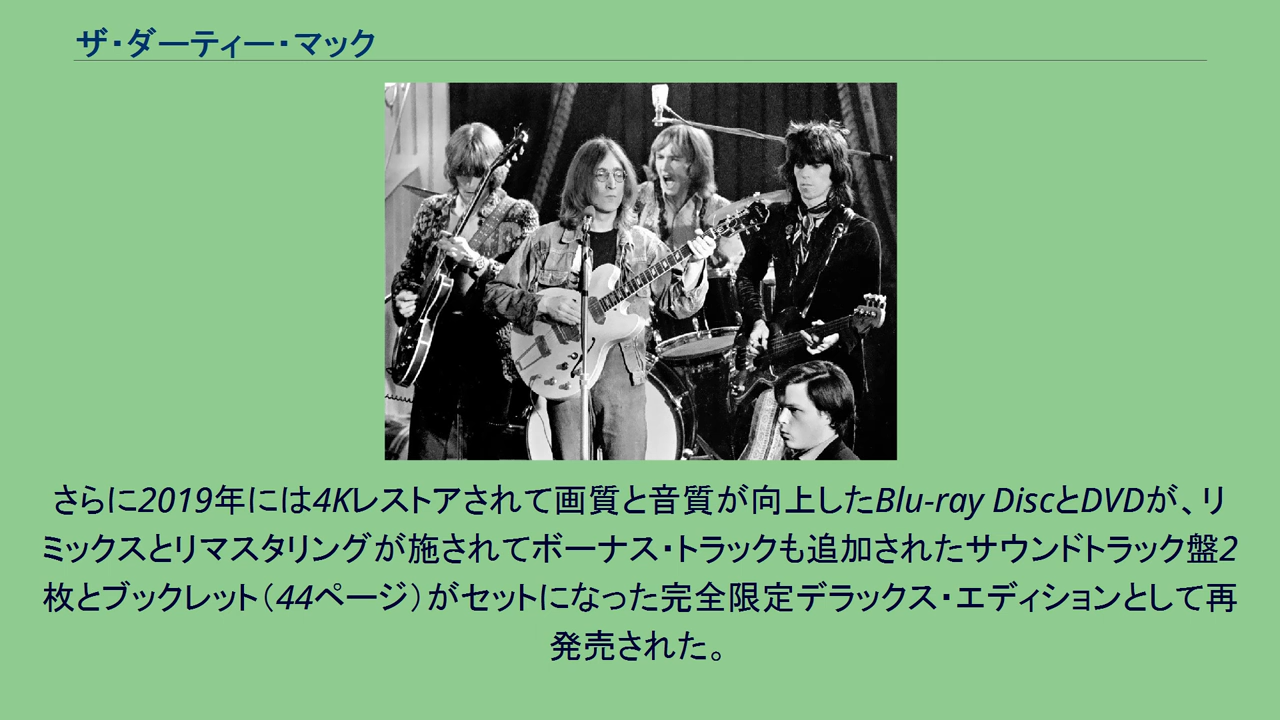 ザ・ダーティー・マック
さらに2019年には4Kレストアされて画質と音質が向上したBlu-ray DiscとDVDが、リ
ミックスとリマスタリングが施されてボーナス・トラックも追加されたサウンドトラック盤2
枚とブックレット（44ページ）がセットになった完全限定デラックス・エディションとして再
発売された。